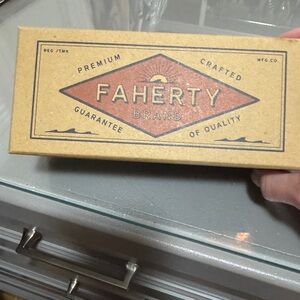 REG./TMK MFG.CO.
PREMIUM CRAFTED
FAHERTY
BRAND
GUARANTEE OF QUALITY